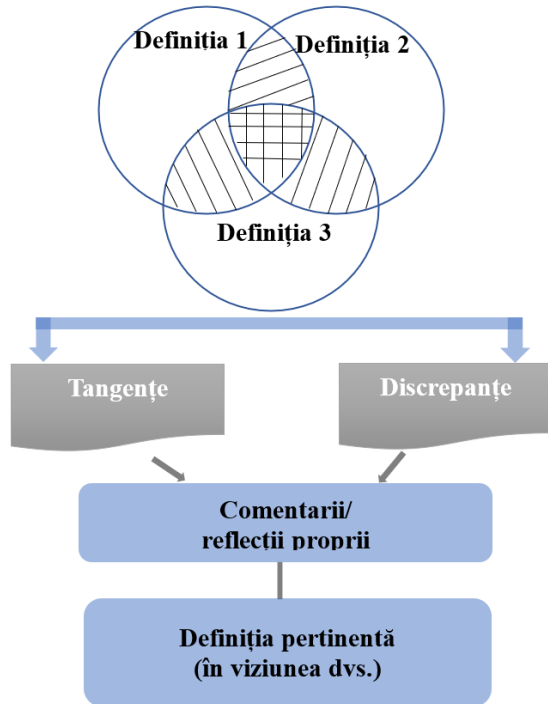 Definiția 1
Definiția 2
Definiția 3
Tangențe
Discrepanțe
Comentarii/
reflecții proprii
Definiția pertinentă
(în viziunea dvs.)